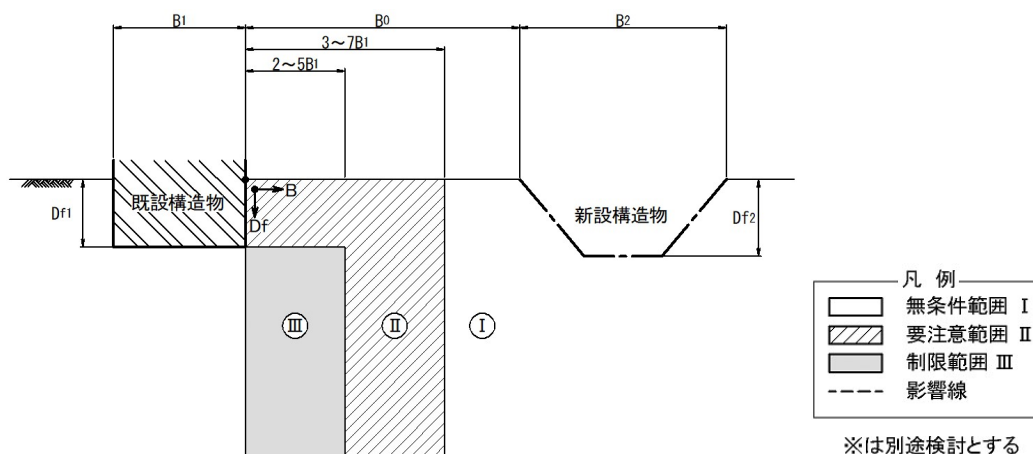 B1
B0
B2
3～7B1
2～5B1
Df1
既設構造物
B
Df
新設構造物
Df2
Ⅲ
Ⅱ
Ⅰ
凡 例
無条件範囲 Ⅰ
要注意範囲 Ⅱ
制限範囲 Ⅲ
影響線
※は別途検討とする